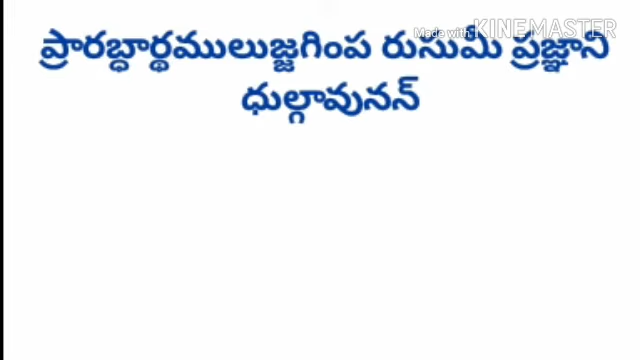 Made with KINEMASTER
ప్రారబ్ధార్థములుజ్జగింప రుసుమీ ప్రజ్ఞాని
ధుల్గావునన్